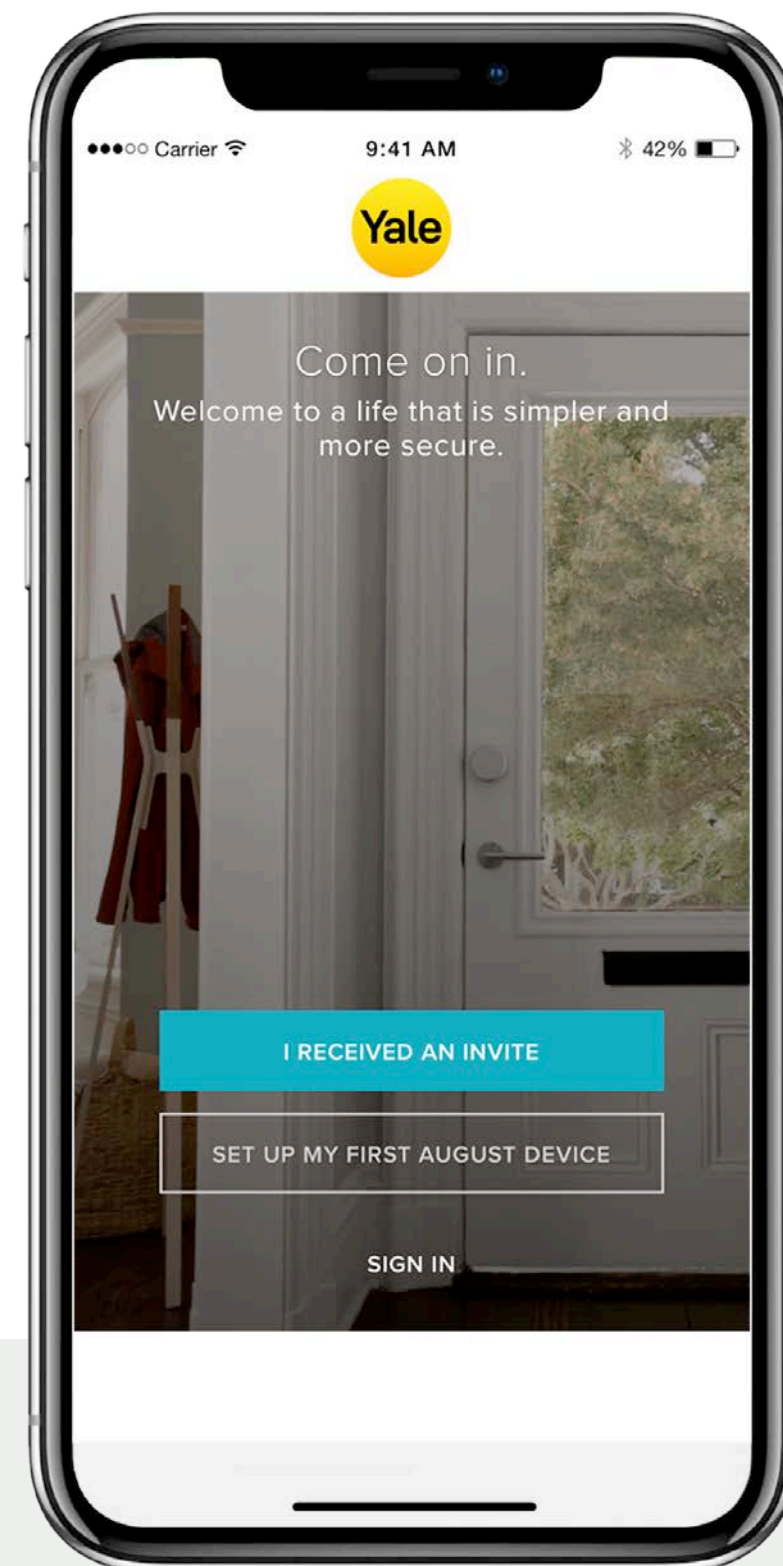 ●●●○○ Carrier 9:41 AM 42%
Yale
Come on in.
Welcome to a life that is simpler and
more secure.
I RECEIVED AN INVITE
SET UP MY FIRST AUGUST DEVICE
SIGN IN